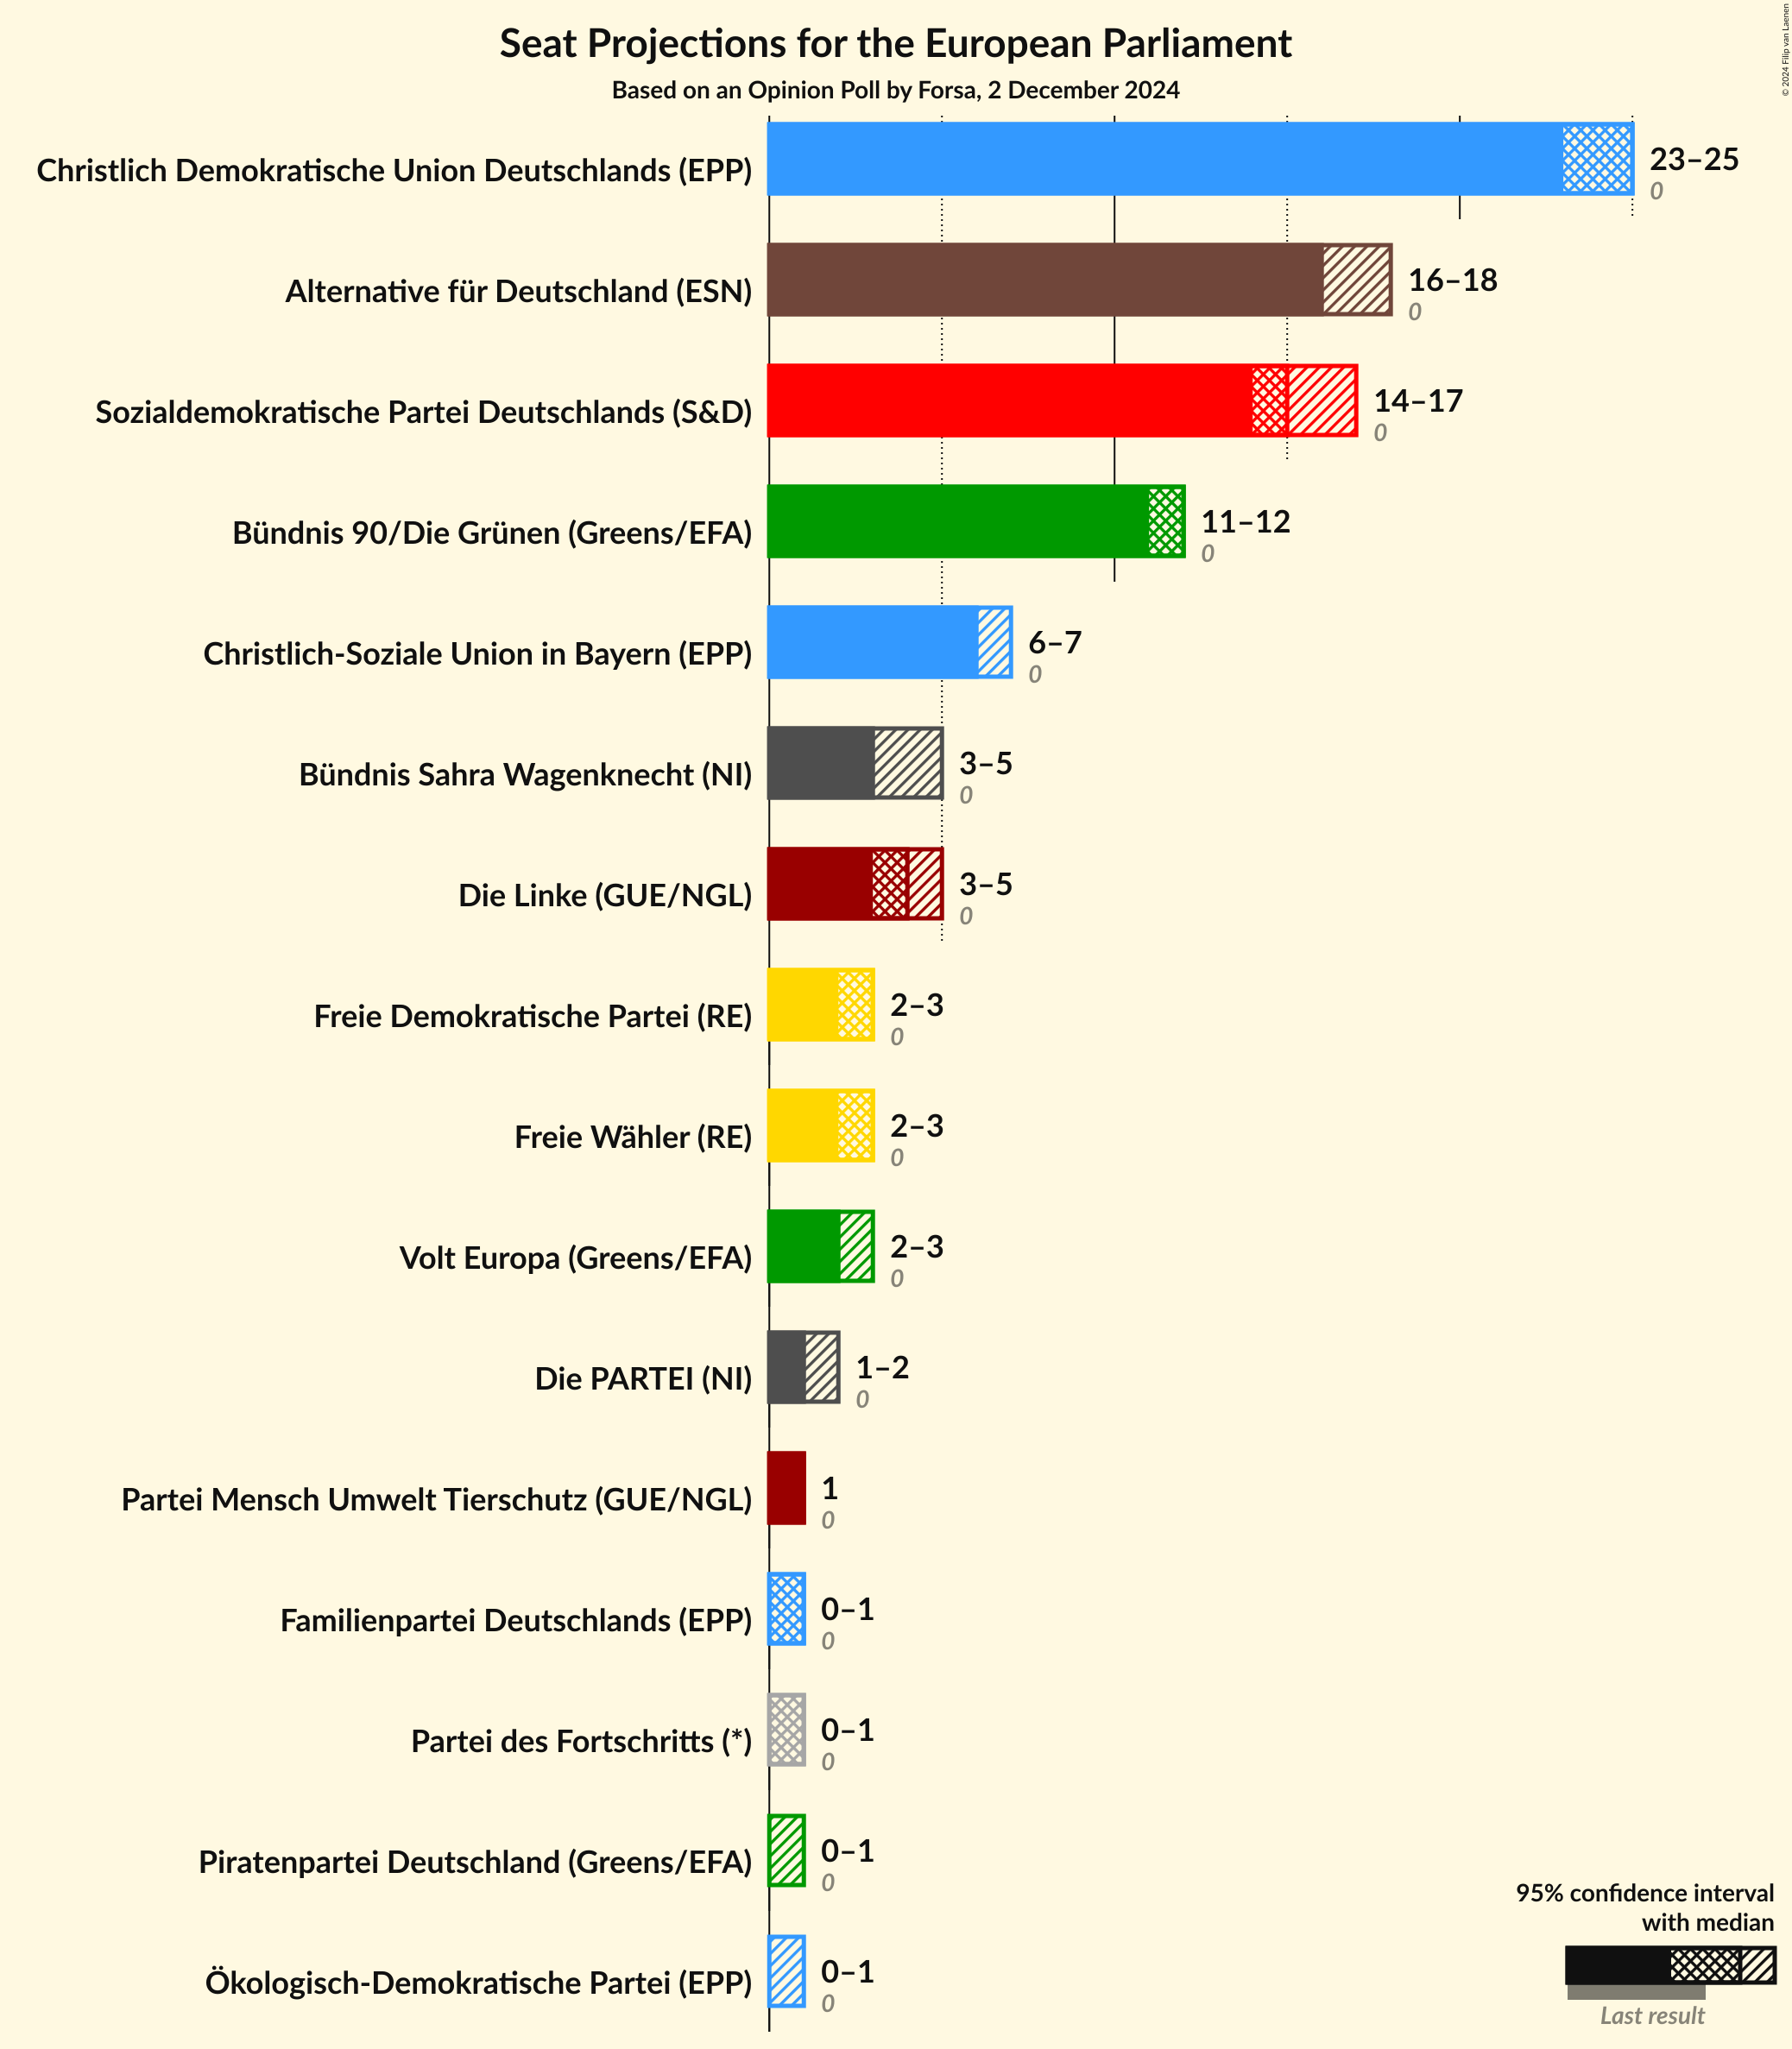 Seat Projections for the European Parliament
Based on an Opinion Poll by Forsa, 2 December 2024
© 2024 Filip van Laenen
Christlich Demokratische Union Deutschlands (EPP)
23–25
0
Alternative für Deutschland (ESN)
16–18
0
Sozialdemokratische Partei Deutschlands (S&D)
14–17
0
Bündnis 90/Die Grünen (Greens/EFA)
11–12
0
Christlich-Soziale Union in Bayern (EPP)
6–7
0
Bündnis Sahra Wagenknecht (NI)
3–5
0
Die Linke (GUE/NGL)
3–5
0
Freie Demokratische Partei (RE)
2–3
0
Freie Wähler (RE)
2–3
0
Volt Europa (Greens/EFA)
2–3
0
Die PARTEI (NI)
1–2
0
Partei Mensch Umwelt Tierschutz (GUE/NGL)
1
0
Familienpartei Deutschlands (EPP)
0–1
0
Partei des Fortschritts (*)
0–1
0
Piratenpartei Deutschland (Greens/EFA)
0–1
0
Ökologisch-Demokratische Partei (EPP)
0–1
0
95% confidence interval
with median
Last result